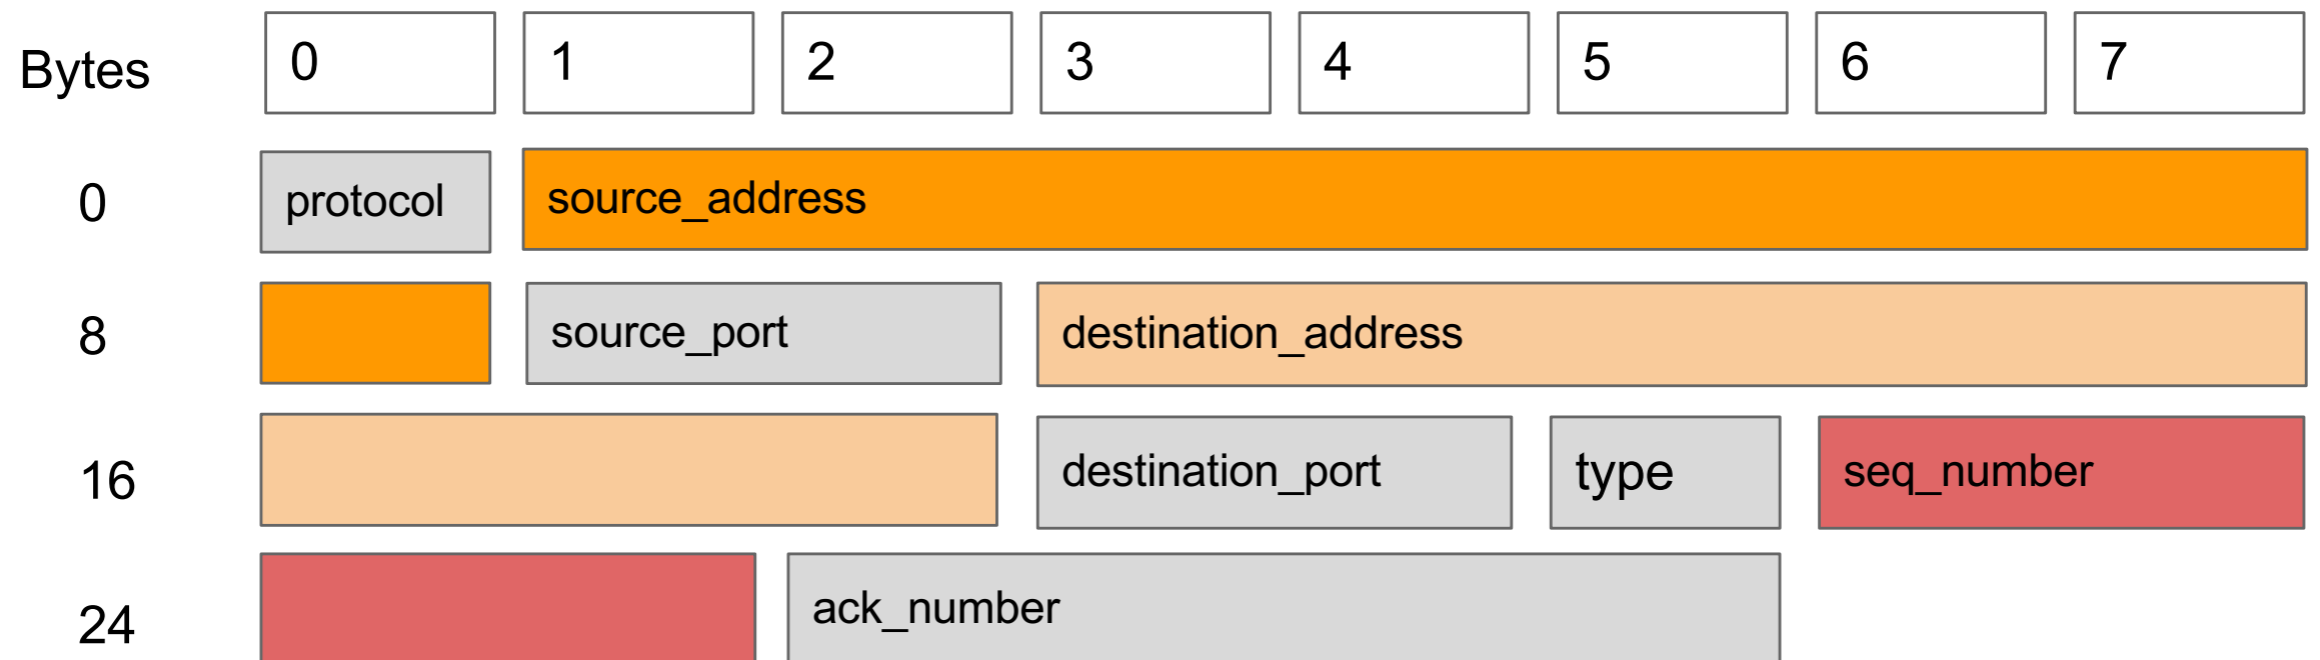 Bytes 0 1 2 3 4 5 6 7
0 protocol source_address
8 source_port destination_address
16 destination_port type seq_number
24 ack_number